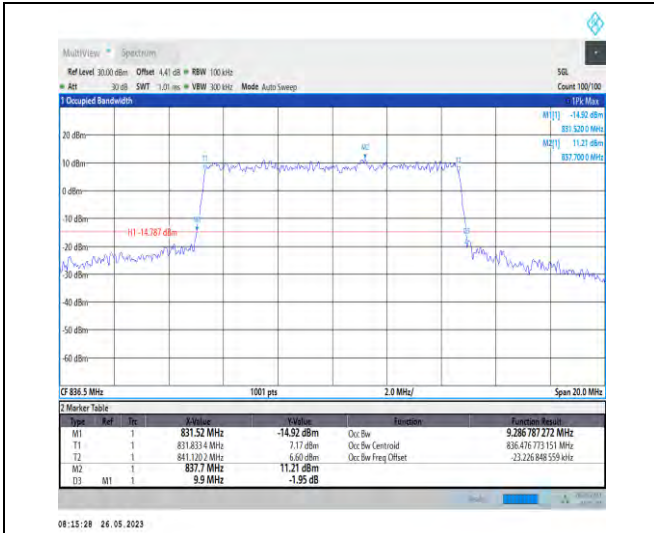 MultiView Spectrum
Ref Level 30.00 dBm Offset 4.41 dB RBW 100 kHz SGL
Att 30 dB SWT 1.01 ms VBW 300 kHz Mode Auto Sweep Count 100/100
1 Occupied Bandwidth 1Pk Max
M1[1] -14.92 dBm
831.520 0 MHz
M2[1] 11.21 dBm
837.700 0 MHz
20 dBm
M2
T1
T2
10 dBm
0 dBm
-10 dBm
M1
H1 -14.787 dBm
D3
-20 dBm
-30 dBm
-40 dBm
-50 dBm
-60 dBm
CF 836.5 MHz 1001 pts 2.0 MHz/ Span 20.0 MHz
2 Marker Table
Type Ref Trc X-Value Y-Value Function Function Result
M1 1 831.52 MHz -14.92 dBm Occ Bw 9.286 787 272 MHz
T1 1 831.833 4 MHz 7.17 dBm Occ Bw Centroid 836.476 773 151 MHz
T2 1 841.120 2 MHz 6.60 dBm Occ Bw Freq Offset -23.226 848 559 kHz
M2 1 837.7 MHz 11.21 dBm
D3 M1 1 9.9 MHz -1.95 dB
08:15:28 26.05.2023